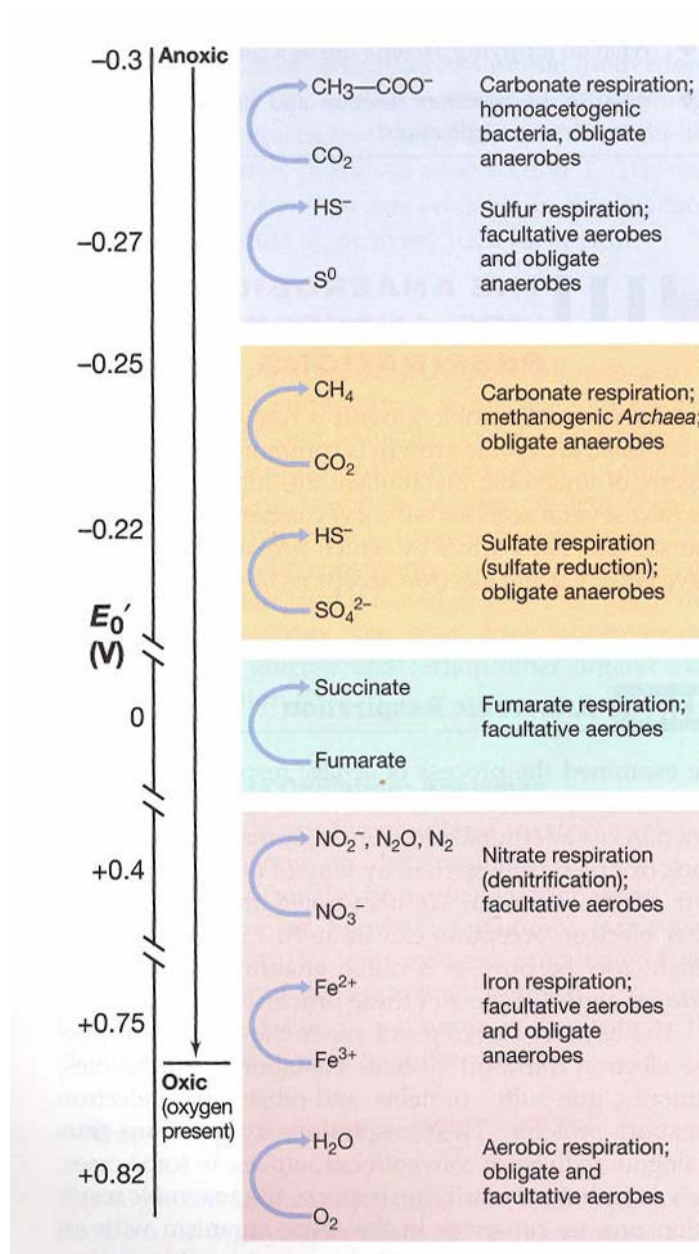 −0.3
Anoxic
CH3—COO⁻
CO₂
Carbonate respiration;
homoacetogenic
bacteria, obligate
anaerobes
−0.27
HS⁻
S⁰
Sulfur respiration;
facultative aerobes
and obligate
anaerobes
−0.25
CH₄
CO₂
Carbonate respiration;
methanogenic Archaea;
obligate anaerobes
−0.22
HS⁻
SO₄²⁻
Sulfate respiration
(sulfate reduction);
obligate anaerobes
E₀′
(V)
0
Succinate
Fumarate
Fumarate respiration;
facultative aerobes
+0.4
NO₂⁻, N₂O, N₂
NO₃⁻
Nitrate respiration
(denitrification);
facultative aerobes
+0.75
Fe²⁺
Fe³⁺
Iron respiration;
facultative aerobes
and obligate
anaerobes
Oxic
(oxygen
present)
+0.82
H₂O
O₂
Aerobic respiration;
obligate and
facultative aerobes